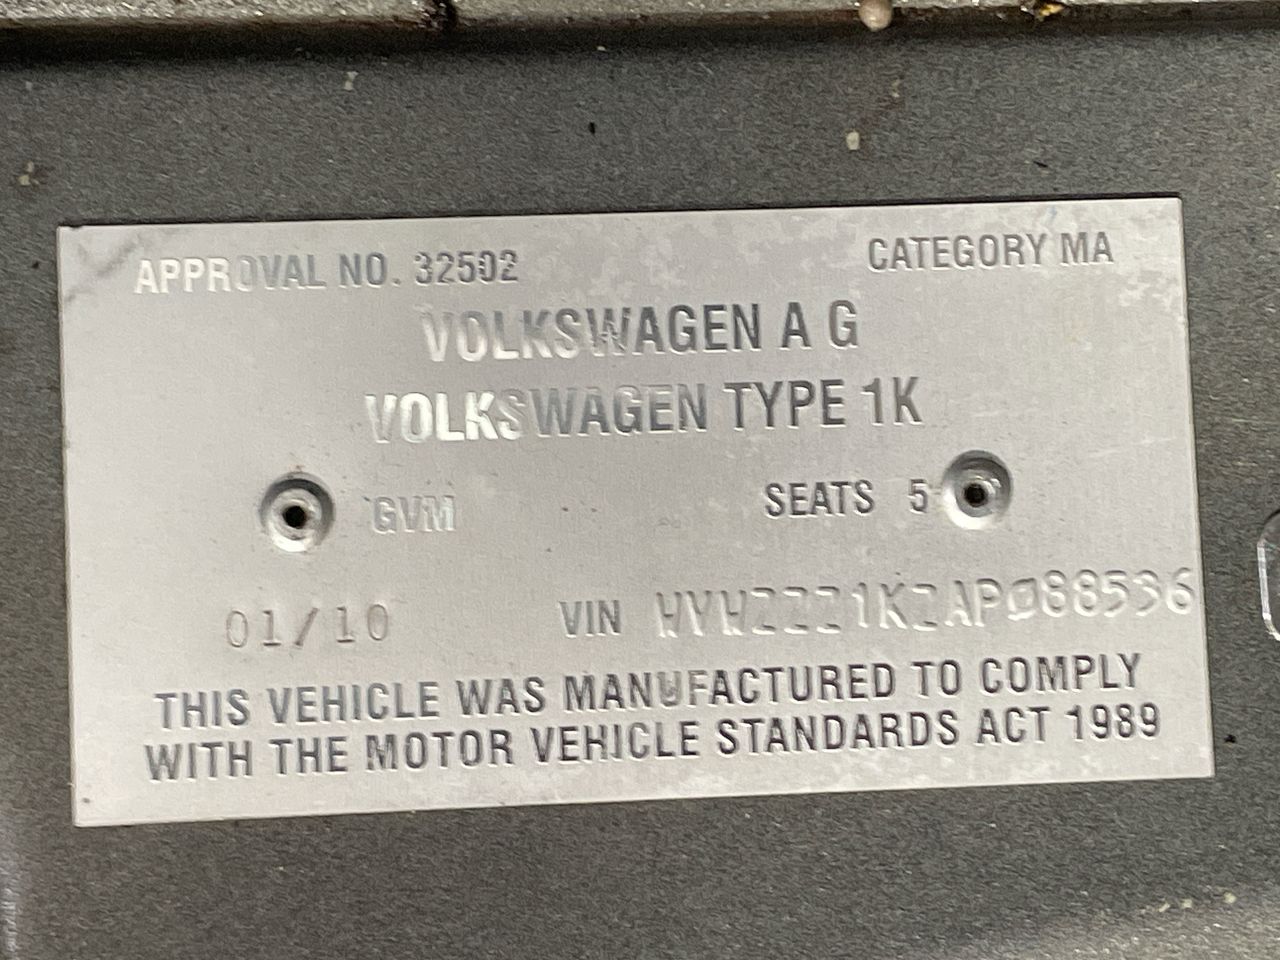 APPROVAL NO. 32502 CATEGORY MA
VOLKSWAGEN A G
VOLKSWAGEN TYPE 1K
GVM SEATS 5
01/10 VIN WVWZZZ1KZAP088536
THIS VEHICLE WAS MANUFACTURED TO COMPLY
WITH THE MOTOR VEHICLE STANDARDS ACT 1989